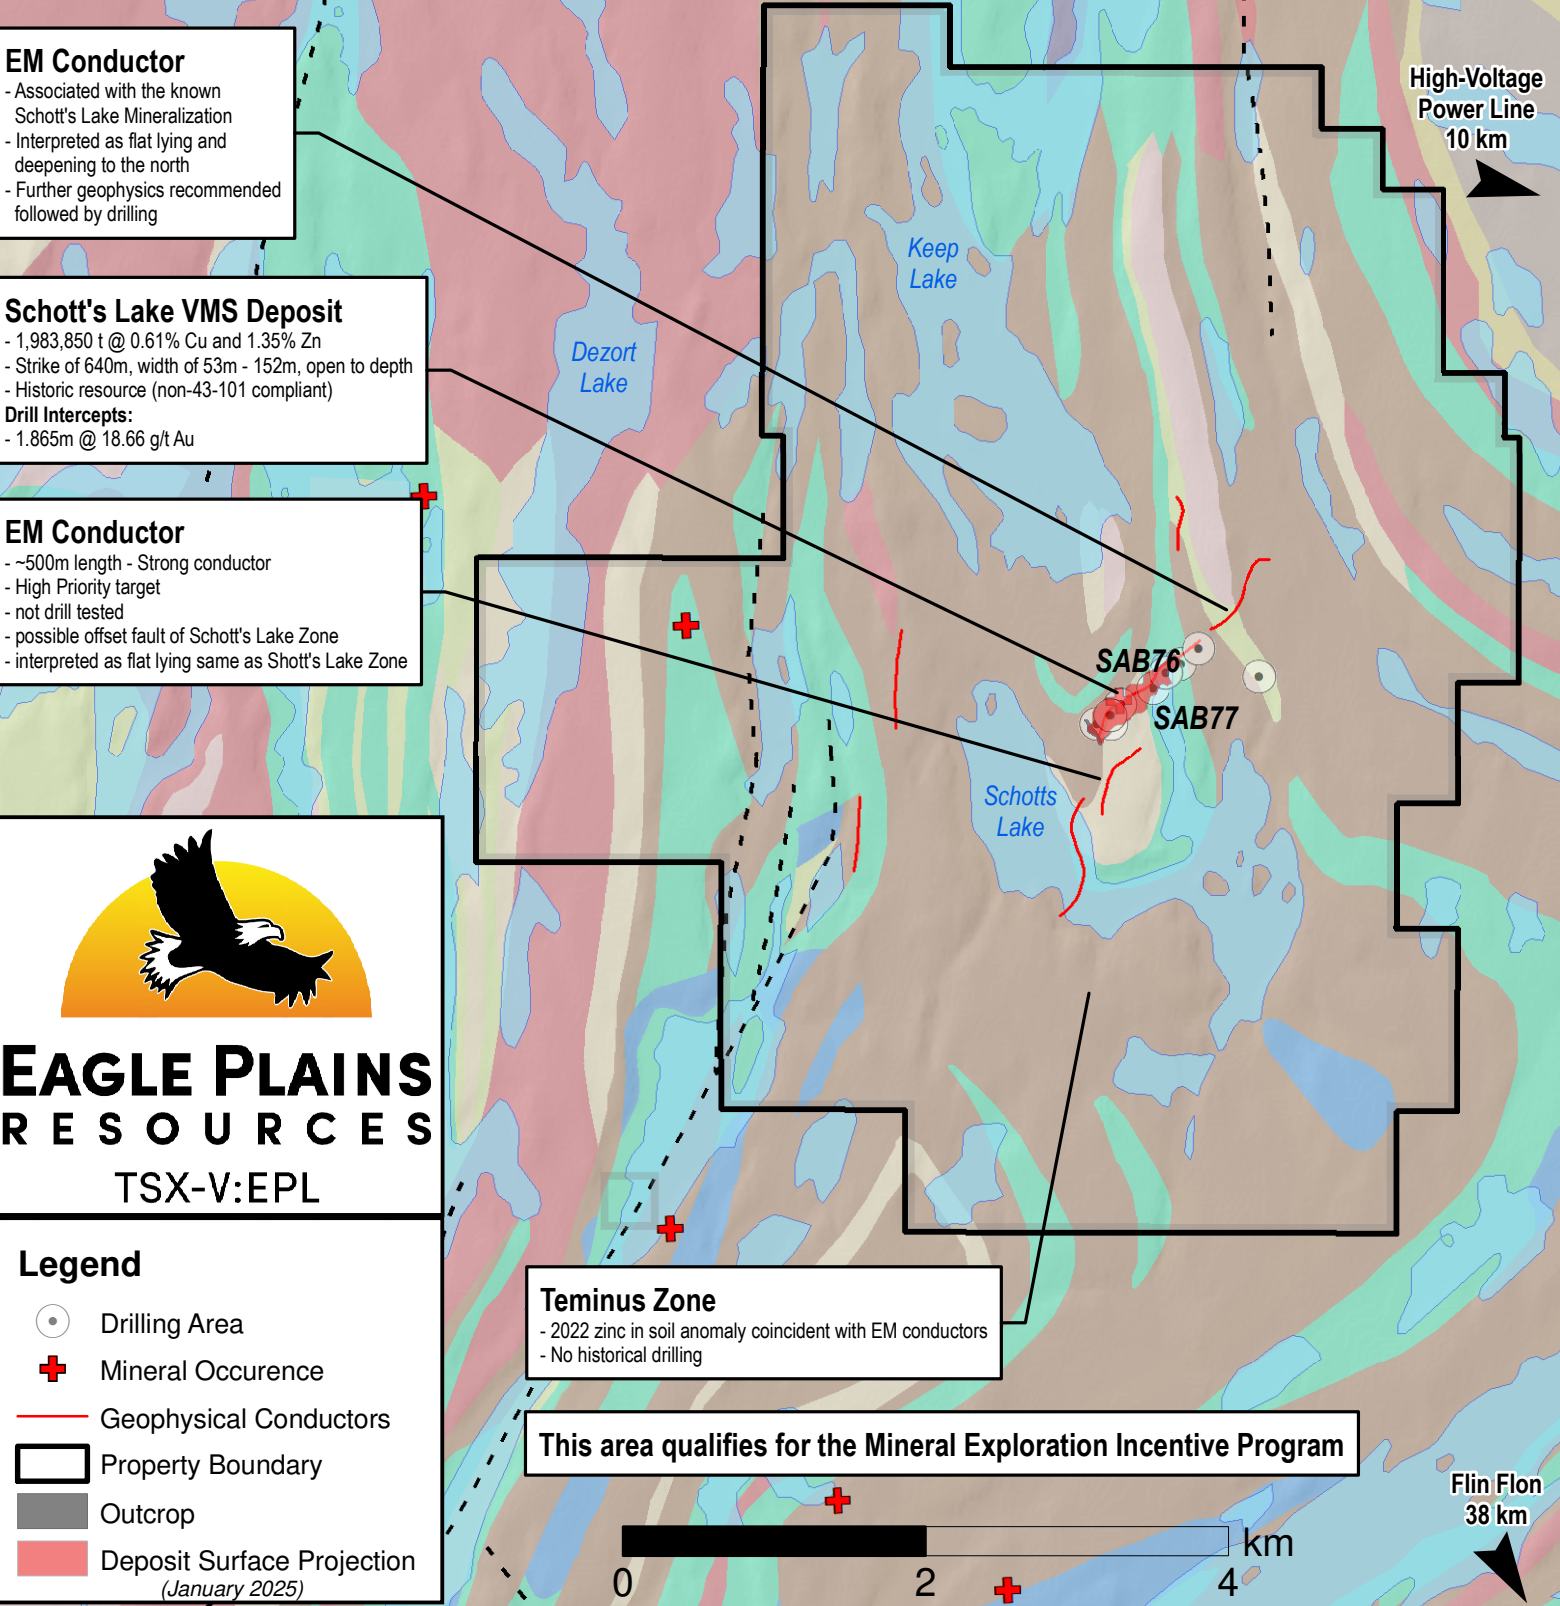 EM Conductor
- Associated with the known
Schott's Lake Mineralization
- Interpreted as flat lying and
deepening to the north
- Further geophysics recommended
followed by drilling
High-Voltage
Power Line
10 km
Keep
Lake
Schott's Lake VMS Deposit
- 1,983,850 t @ 0.61% Cu and 1.35% Zn
- Strike of 640m, width of 53m - 152m, open to depth
- Historic resource (non-43-101 compliant)
Drill Intercepts:
- 1.865m @ 18.66 g/t Au
Dezort
Lake
EM Conductor
- ~500m length - Strong conductor
- High Priority target
- not drill tested
- possible offset fault of Schott's Lake Zone
- interpreted as flat lying same as Shott's Lake Zone
SAB76
SAB77
Schotts
Lake
EAGLE PLAINS
RESOURCES
TSX-V:EPL
Legend
Drilling Area
Mineral Occurence
Geophysical Conductors
Property Boundary
Outcrop
Deposit Surface Projection
(January 2025)
Teminus Zone
- 2022 zinc in soil anomaly coincident with EM conductors
- No historical drilling
This area qualifies for the Mineral Exploration Incentive Program
Flin Flon
38 km
km
0 2 4